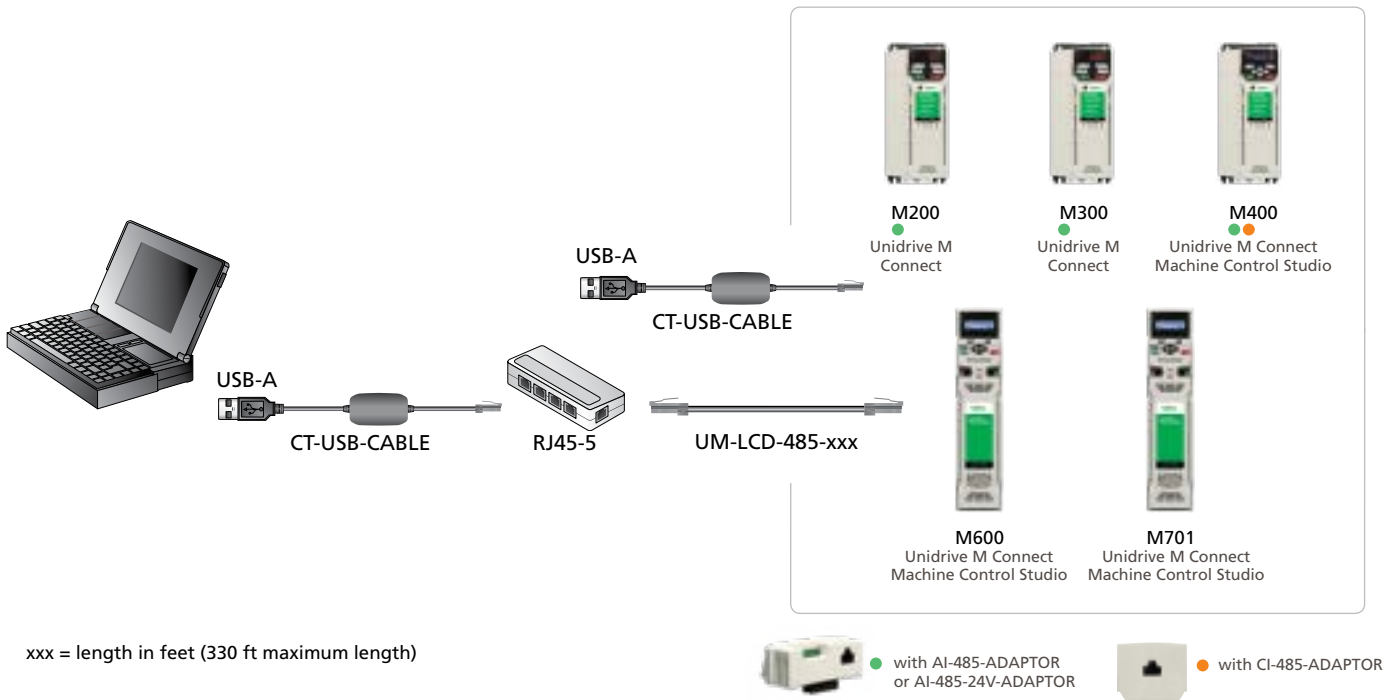 M200
Unidrive M
Connect
M300
Unidrive M
Connect
M400
Unidrive M Connect
Machine Control Studio
USB-A
CT-USB-CABLE
USB-A
CT-USB-CABLE
RJ45-5
UM-LCD-485-xxx
M600
Unidrive M Connect
Machine Control Studio
M701
Unidrive M Connect
Machine Control Studio
xxx = length in feet (330 ft maximum length)
with AI-485-ADAPTOR
or AI-485-24V-ADAPTOR
with CI-485-ADAPTOR